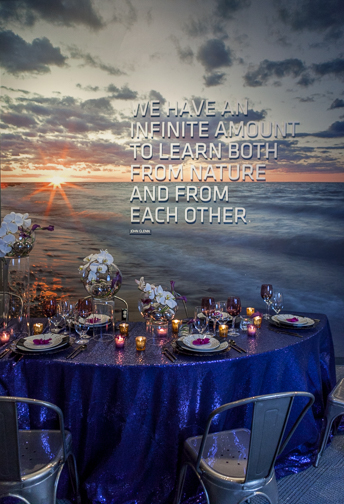 WE HAVE AN
INFINITE AMOUNT
TO LEARN BOTH
FROM NATURE
AND FROM
EACH OTHER.
JOHN GLENN